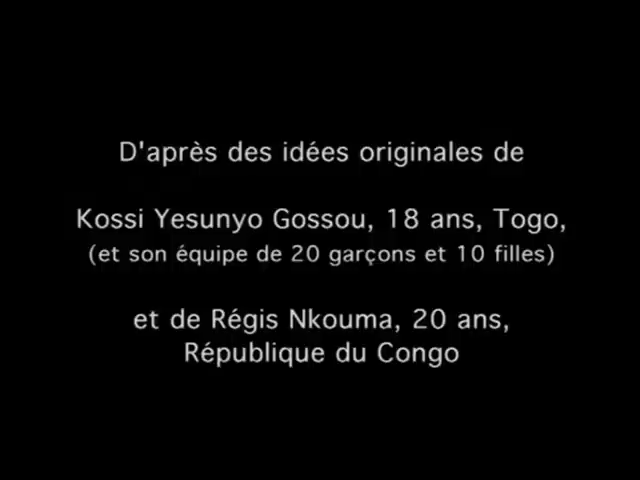 D'après des idées originales de
Kossi Yesunyo Gossou, 18 ans, Togo,
(et son équipe de 20 garçons et 10 filles)
et de Régis Nkouma, 20 ans,
République du Congo